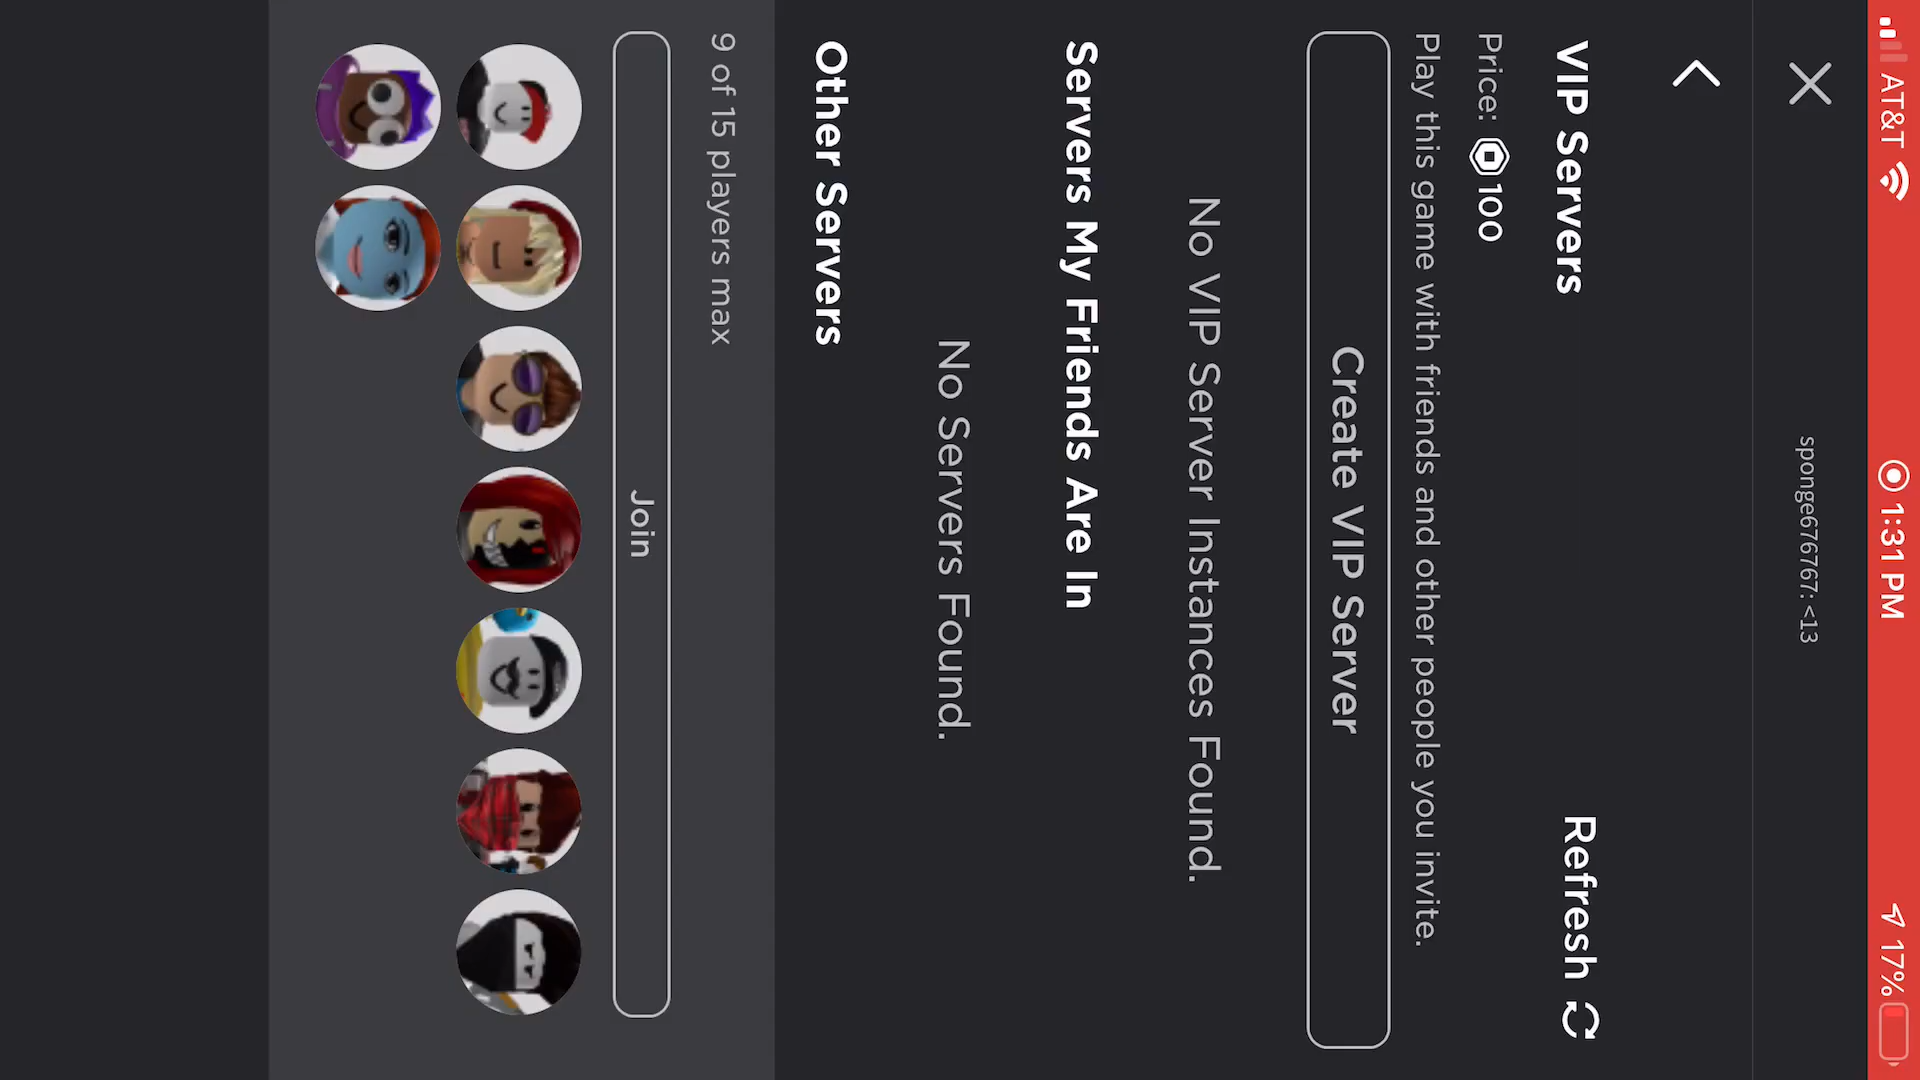 AT&T 1:31 PM 17%
sponge676767: <13
VIP Servers Refresh
Price: 100
Play this game with friends and other people you invite.
Create VIP Server
No VIP Server Instances Found.
Servers My Friends Are In
No Servers Found.
Other Servers
9 of 15 players max
Join